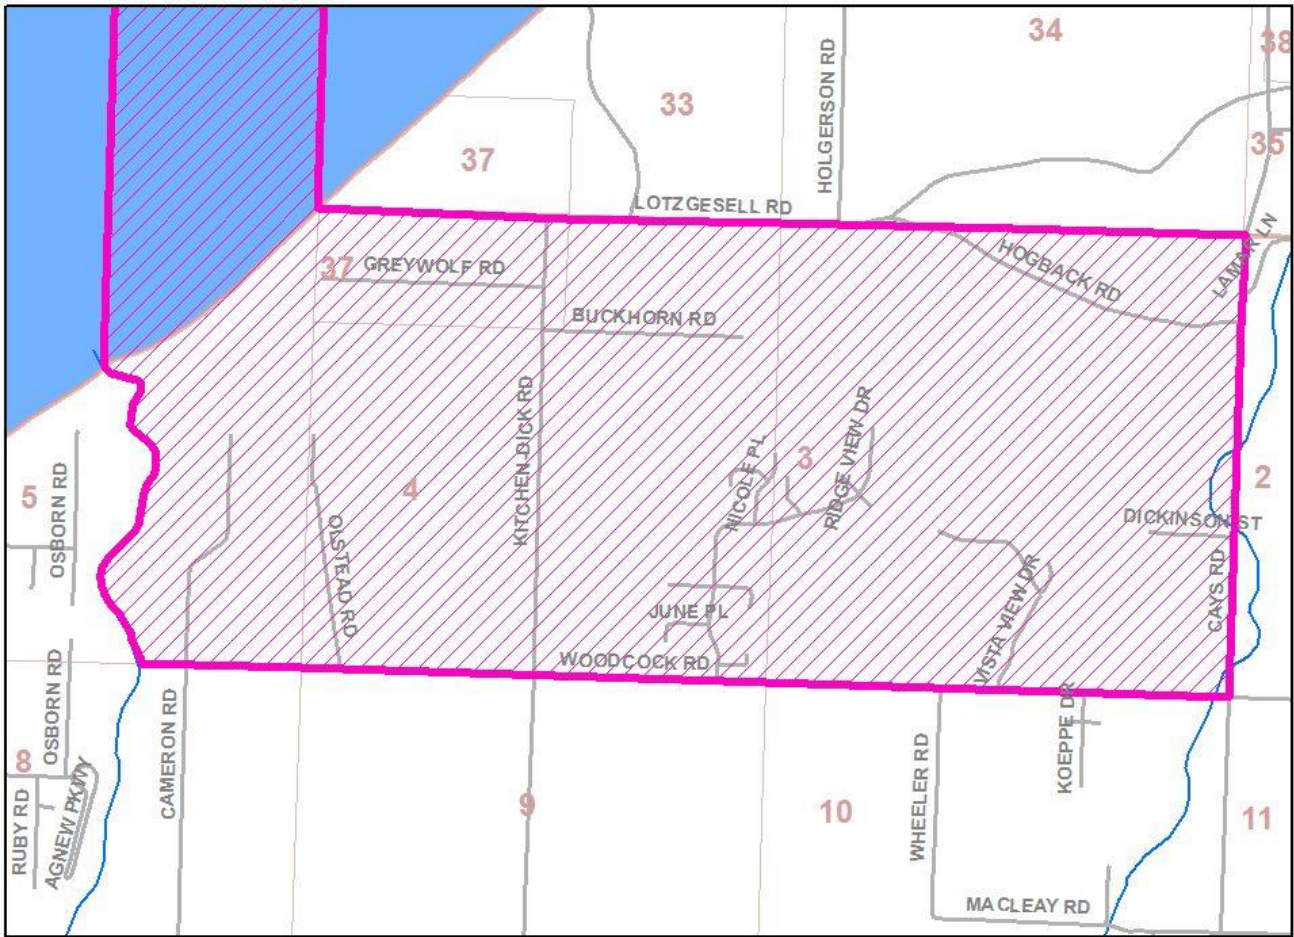 34
38
33
HOLGERSON RD
37
35
LOTZGESELL RD
LAMAR LN
HOGBACK RD
37
GREYWOLF RD
BUCKHORN RD
KITCHEN-DICK RD
NICOLE PL
3
RIDGE VIEW DR
5
OSBORN RD
4
2
OLSTEAD RD
DICKINSON ST
VISTA VIEW DR
CAYS RD
JUNE PL
WOODCOCK RD
OSBORN RD
CAMERON RD
KOEPPE DR
8
RUBY RD
AGNEW PKWY
9
10
WHEELER RD
11
MACLEAY RD